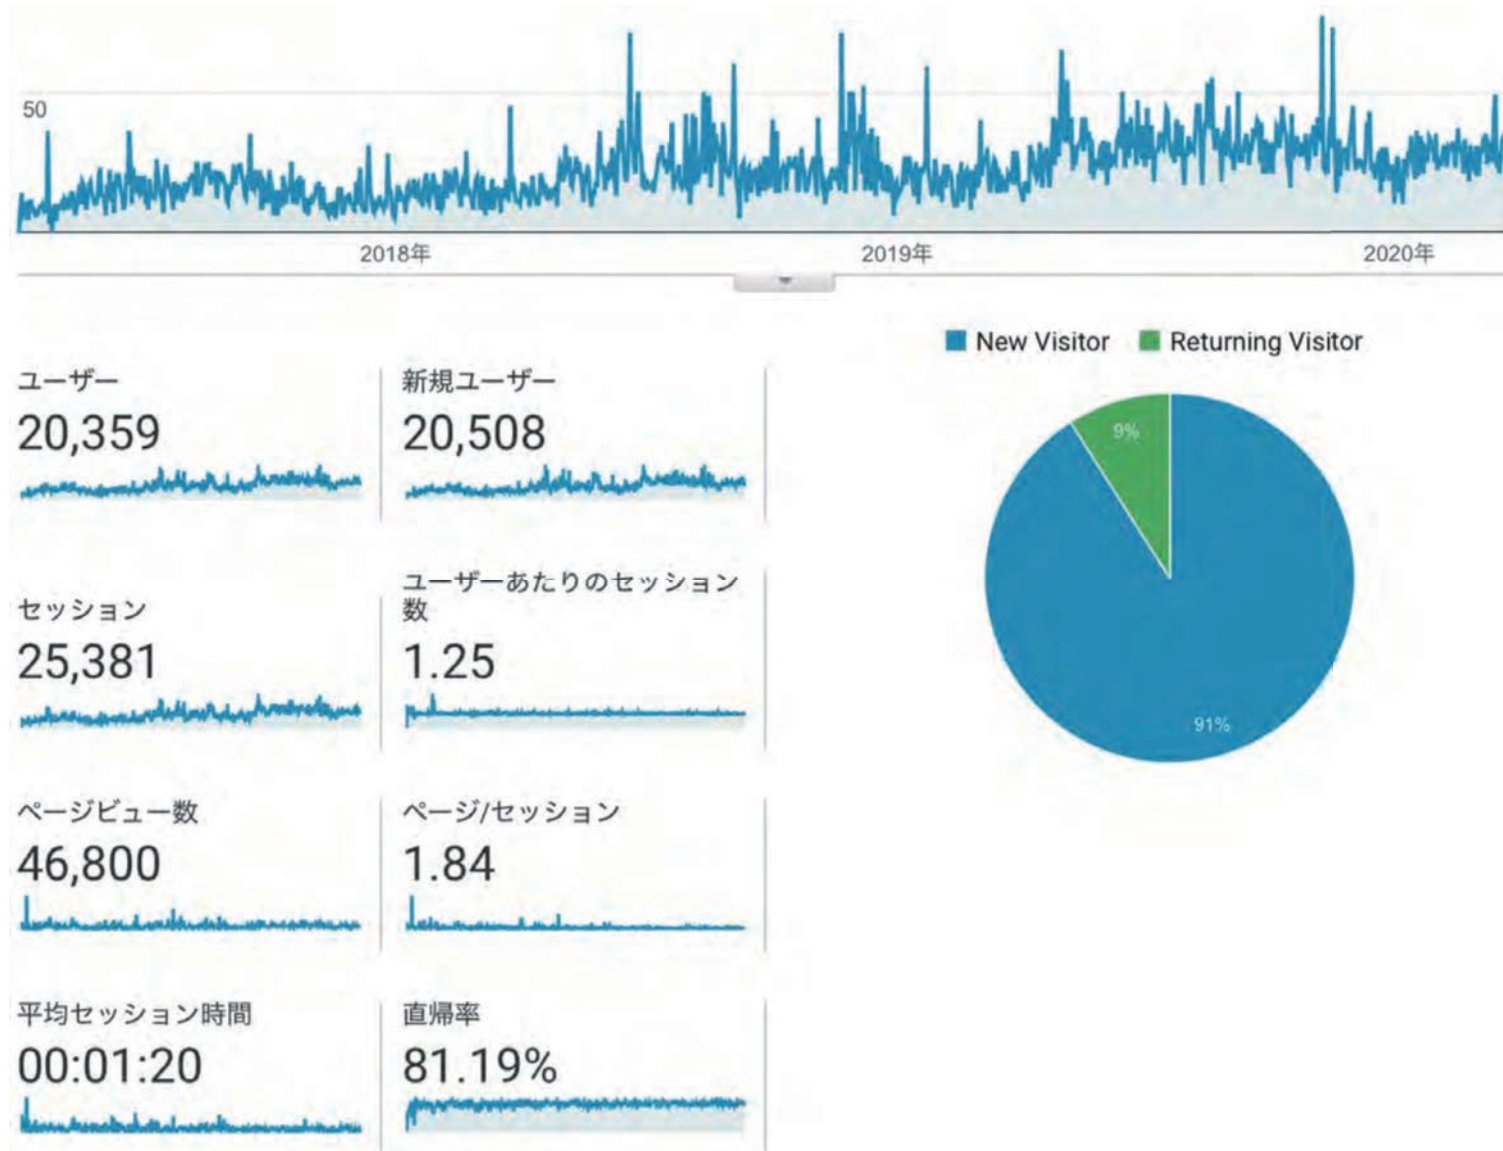 50
2018年
2019年
2020年
New Visitor
Returning Visitor
ユーザー
20,359
新規ユーザー
20,508
セッション
25,381
ユーザーあたりのセッション
数
1.25
ページビュー数
46,800
ページ/セッション
1.84
平均セッション時間
00:01:20
直帰率
81.19%
9%
91%